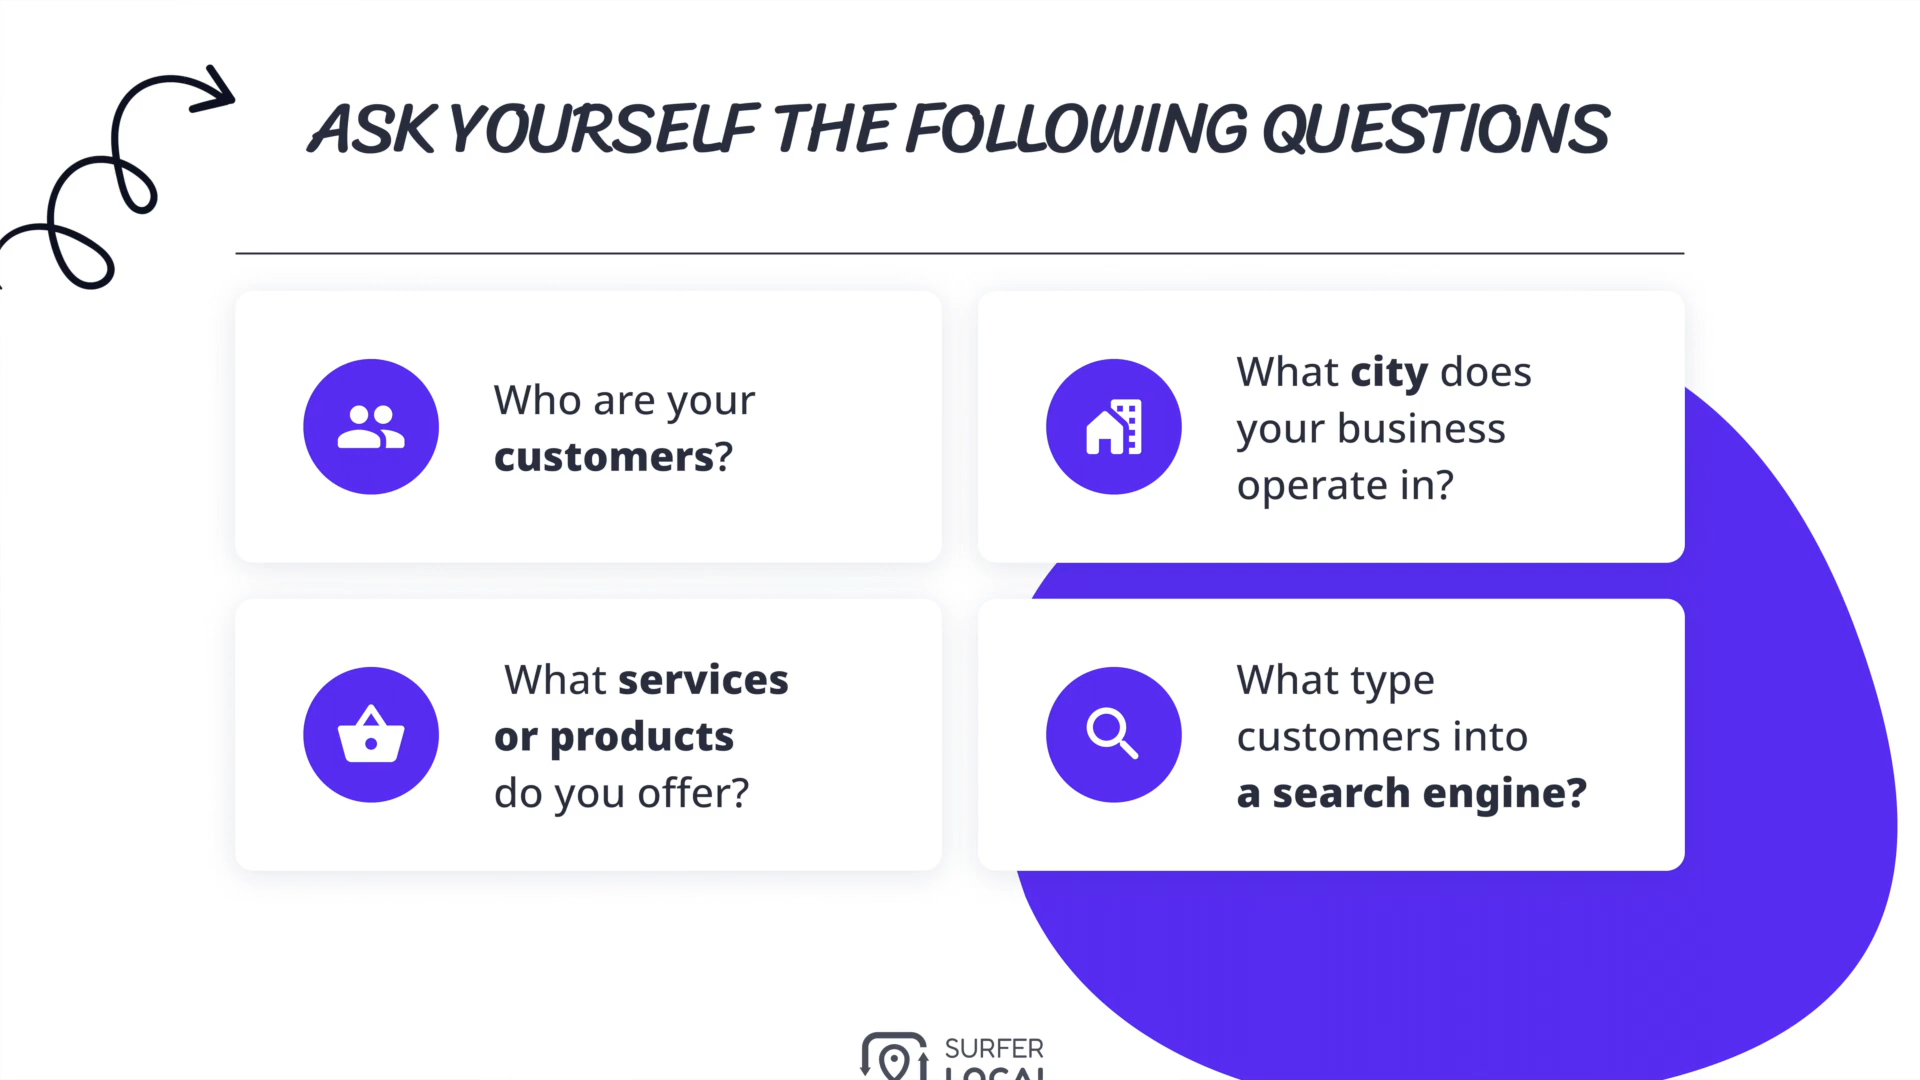 ASK YOURSELF THE FOLLOWING QUESTIONS
Who are your
customers?
What city does
your business
operate in?
What services
or products
do you offer?
What type
customers into
a search engine?
SURFER
LOCAL